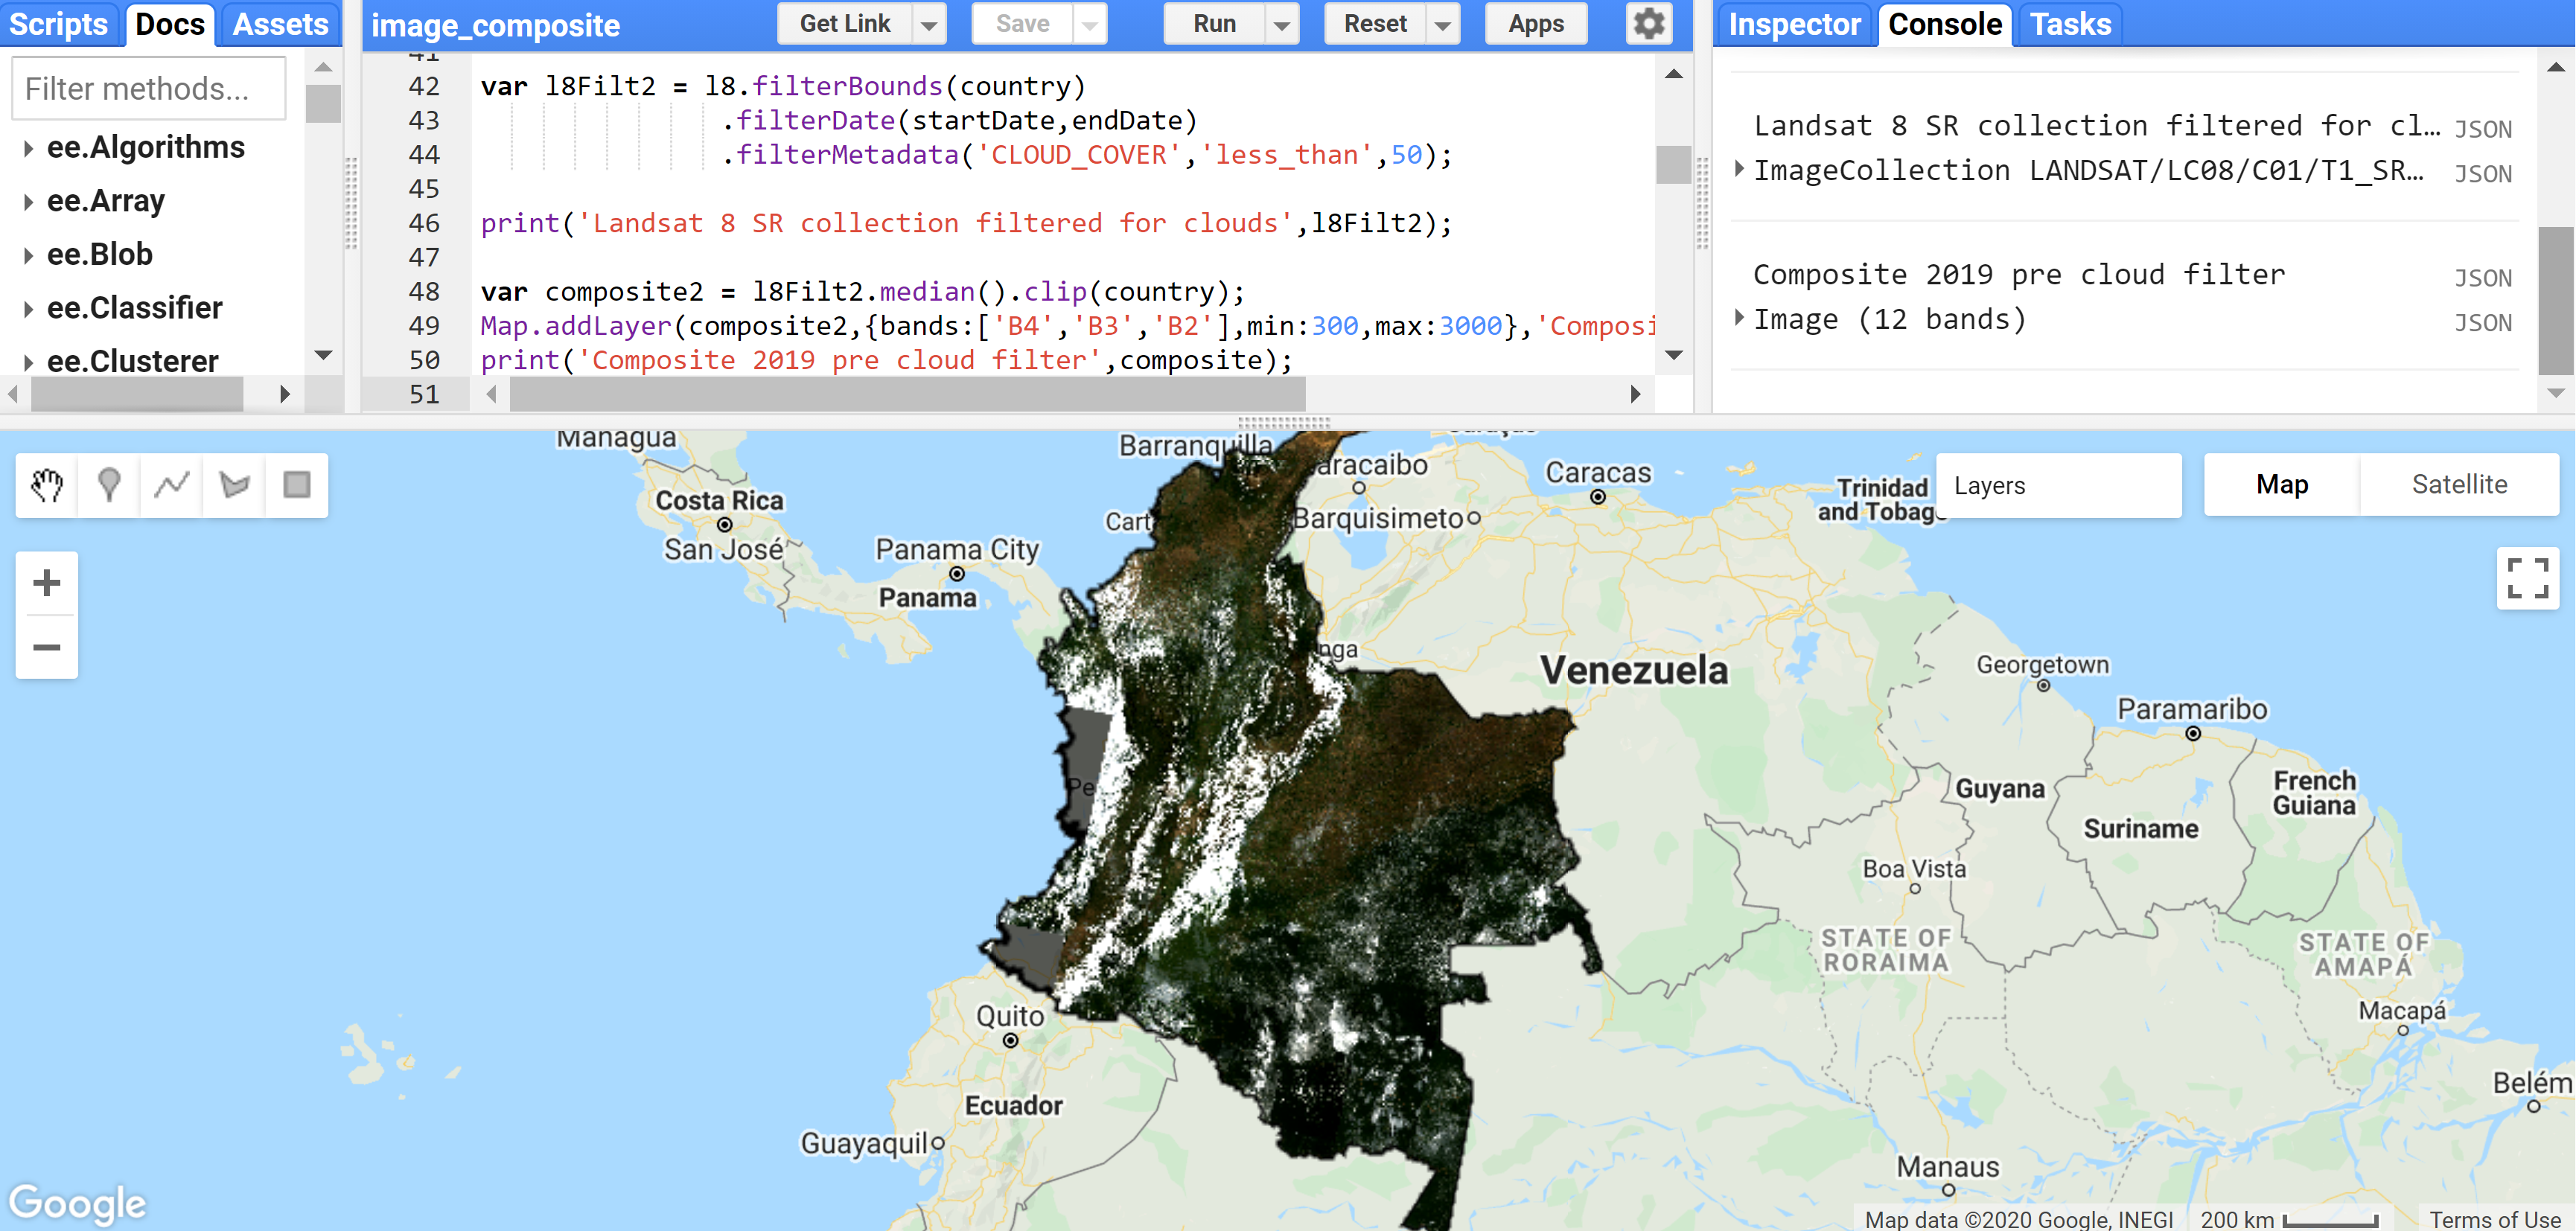 Scripts Docs Assets
Filter methods...
ee.Algorithms
ee.Array
ee.Blob
ee.Classifier
ee.Clusterer
image_composite
Get Link Save Run Reset Apps
41
42 var l8Filt2 = l8.filterBounds(country)
43 .filterDate(startDate,endDate)
44 .filterMetadata('CLOUD_COVER','less_than',50);
45
46 print('Landsat 8 SR collection filtered for clouds',l8Filt2);
47
48 var composite2 = l8Filt2.median().clip(country);
49 Map.addLayer(composite2,{bands:['B4','B3','B2'],min:300,max:3000},'Composi
50 print('Composite 2019 pre cloud filter',composite);
51
Inspector Console Tasks
Landsat 8 SR collection filtered for cl… JSON
ImageCollection LANDSAT/LC08/C01/T1_SR… JSON
Composite 2019 pre cloud filter JSON
Image (12 bands) JSON
Layers
Map Satellite
+
−
Managua
Barranquilla
aracaibo
Caracas
Trinidad
and Tobago
Costa Rica
Cart
Barquisimeto
San José
Panama City
Panama
nga
Venezuela
Georgetown
Paramaribo
Pe
Guyana
French
Guiana
Suriname
Boa Vista
STATE OF
RORAIMA
STATE OF
AMAPÁ
Quito
Macapá
Ecuador
Belém
Guayaquil
Manaus
Google
Map data ©2020 Google, INEGI 200 km Terms of Use